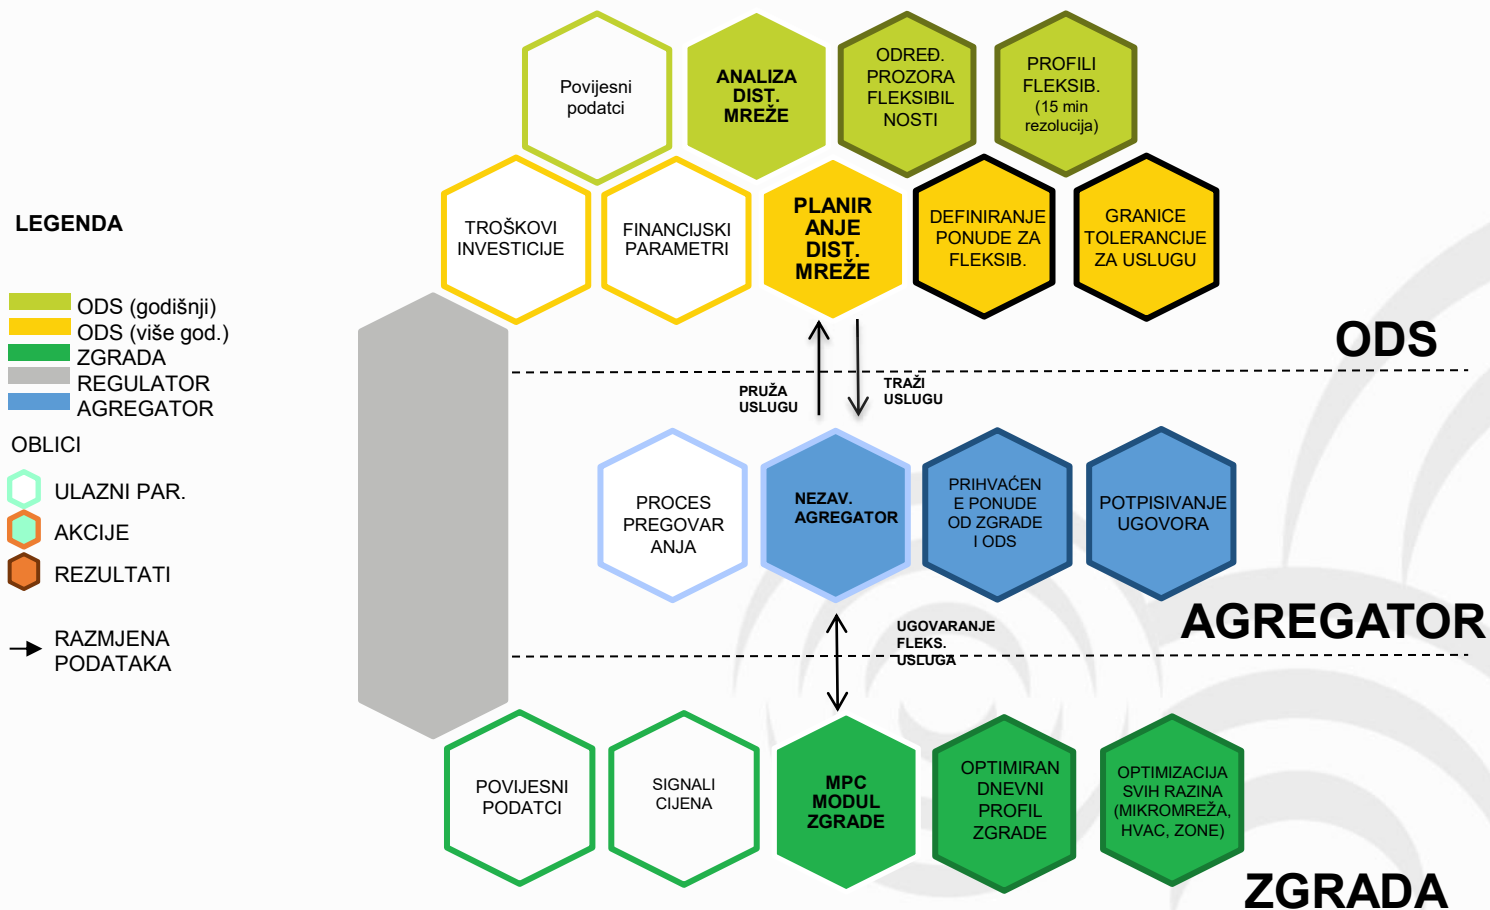 Povijesni
podatci
ANALIZA
DIST.
MREŽE
ODREĐ.
PROZORA
FLEKSIBIL
NOSTI
PROFILI
FLEKSIB.
(15 min
rezolucija)
TROŠKOVI
INVESTICIJE
FINANCIJSKI
PARAMETRI
PLANIR
ANJE
DIST.
MREŽE
DEFINIRANJE
PONUDE ZA
FLEKSIB.
GRANICE
TOLERANCIJE
ZA USLUGU
LEGENDA
ODS (godišnji)
ODS (više god.)
ZGRADA
REGULATOR
AGREGATOR
OBLICI
ULAZNI PAR.
AKCIJE
REZULTATI
RAZMJENA
PODATAKA
ODS
PRUŽA
USLUGU
TRAŽI
USLUGU
PROCES
PREGOVAR
ANJA
NEZAV.
AGREGATOR
PRIHVAĆEN
E PONUDE
OD ZGRADE
I ODS
POTPISIVANJE
UGOVORA
AGREGATOR
UGOVARANJE
FLEKS.
USLUGA
POVIJESNI
PODATCI
SIGNALI
CIJENA
MPC
MODUL
ZGRADE
OPTIMIRAN
DNEVNI
PROFIL
ZGRADE
OPTIMIZACIJA
SVIH RAZINA
(MIKROMREŽA,
HVAC, ZONE)
ZGRADA